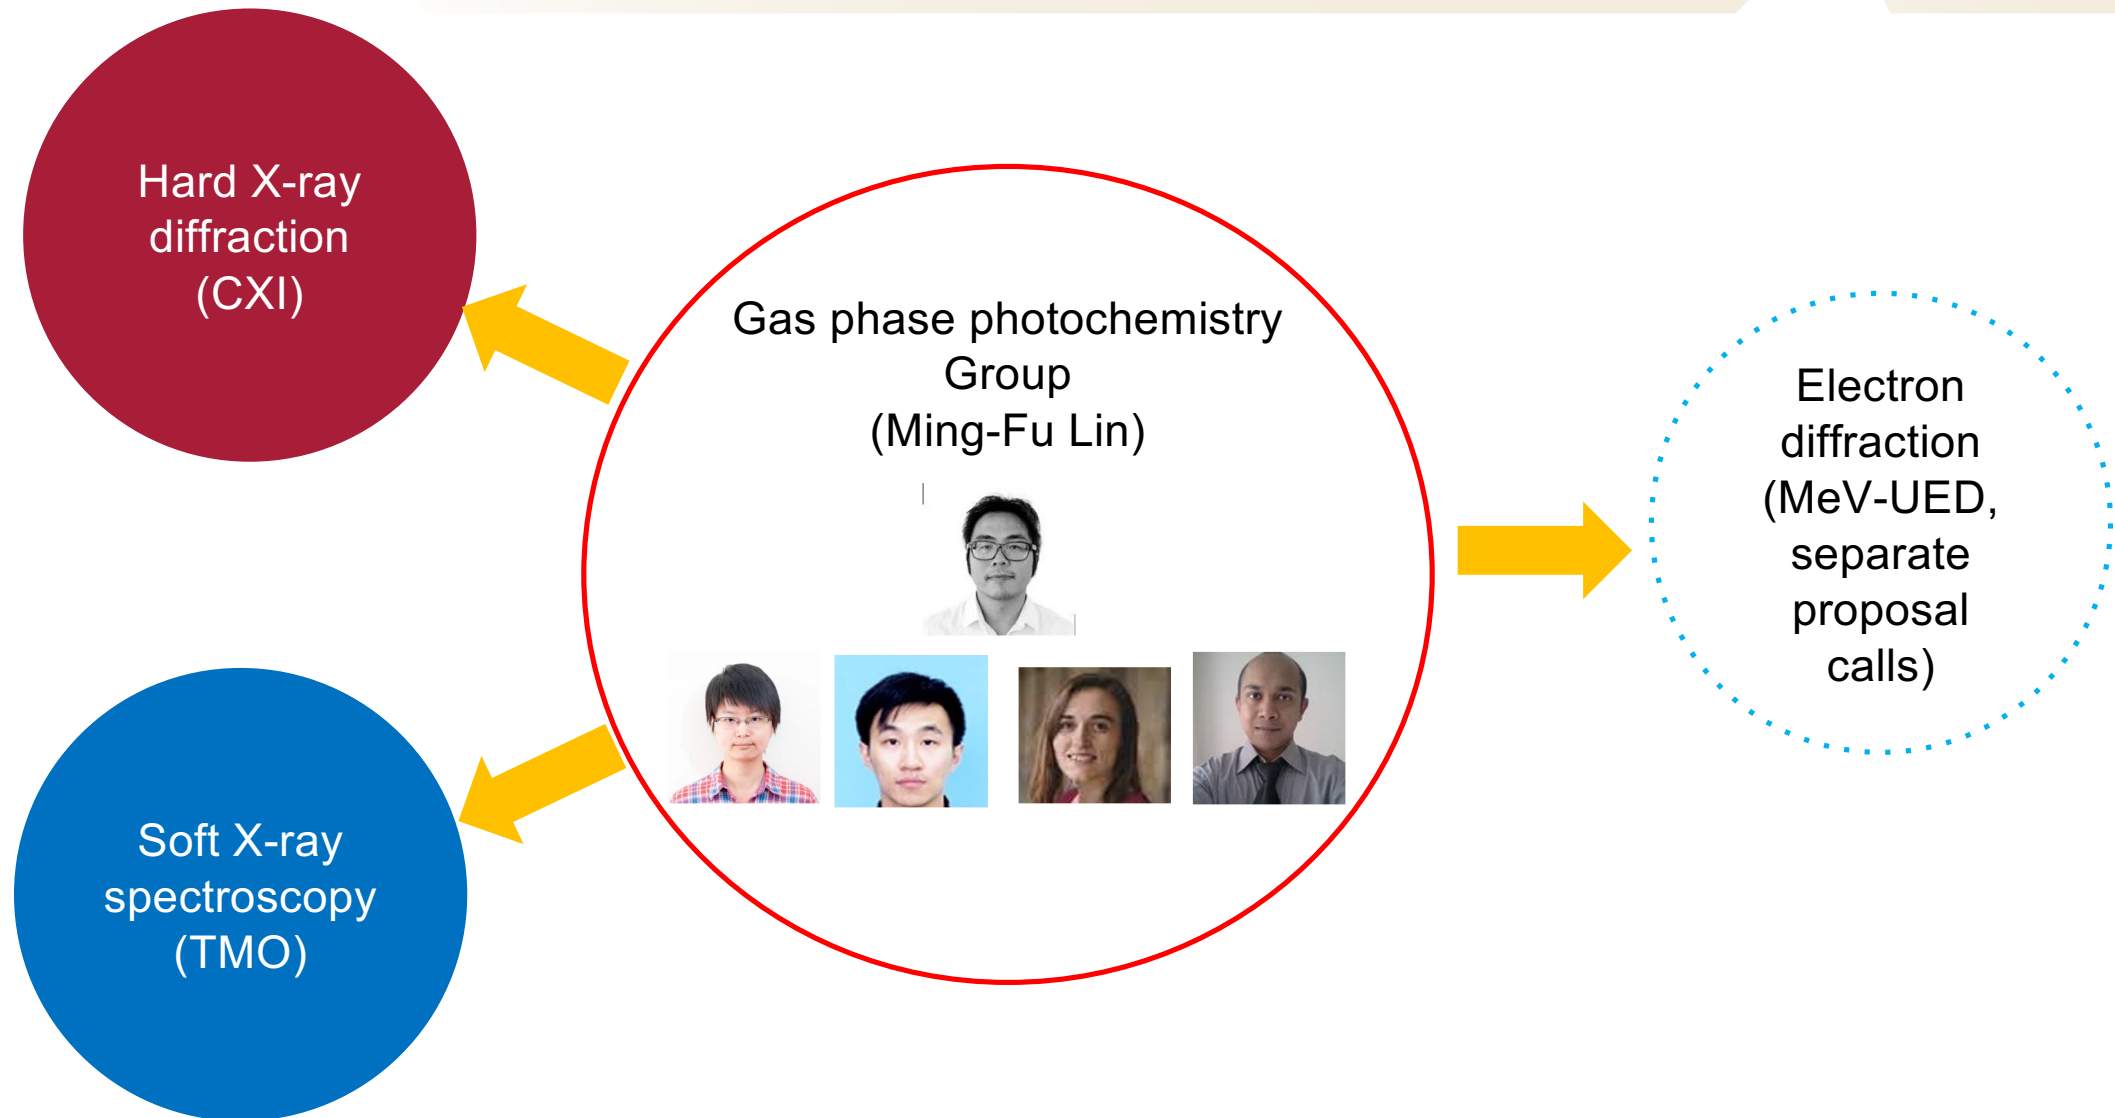 Hard X-ray
diffraction
(CXI)
Gas phase photochemistry
Group
(Ming-Fu Lin)
Electron
diffraction
(MeV-UED,
separate
proposal
calls)
Soft X-ray
spectroscopy
(TMO)